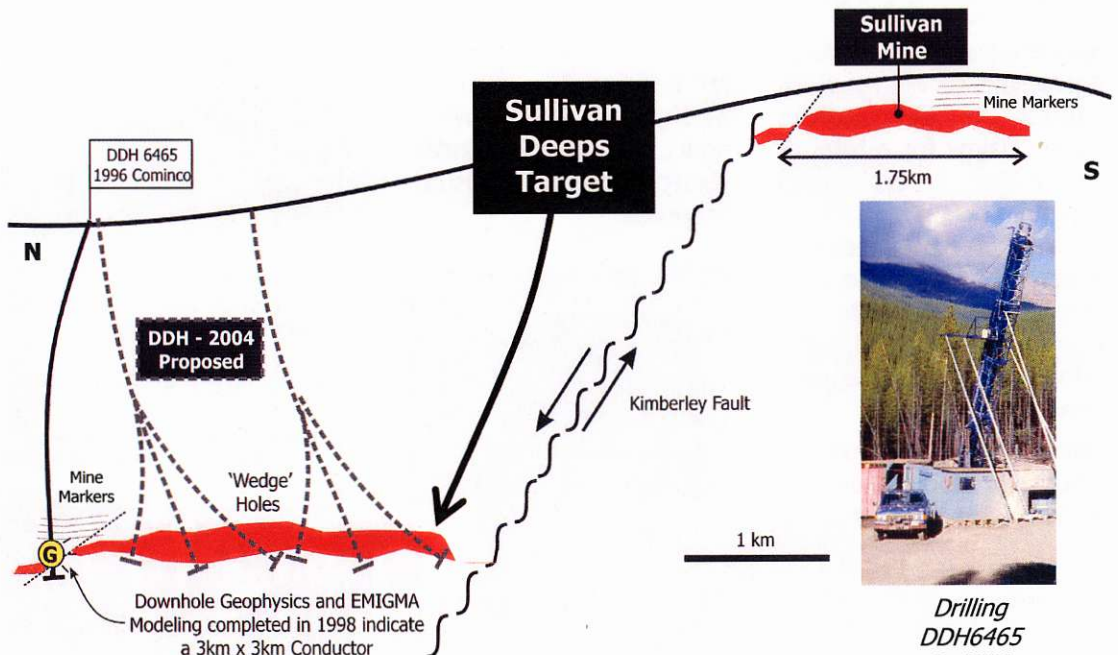 Sullivan
Mine
Mine Markers
1.75km
S
Sullivan
Deeps
Target
DDH 6465
1996 Cominco
N
DDH - 2004
Proposed
Kimberley Fault
Mine
Markers
'Wedge'
Holes
G
1 km
Downhole Geophysics and EMIGMA
Modeling completed in 1998 indicate
a 3km x 3km Conductor
Drilling
DDH6465